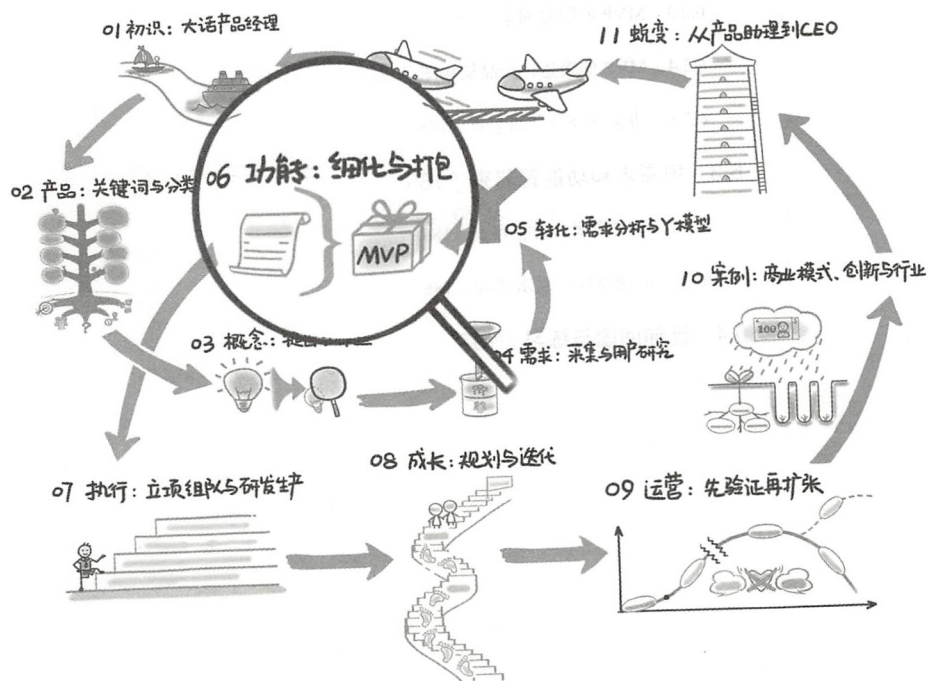 01 初识：大话产品经理
11 蜕变：从产品助理到CEO
02 产品：关键词与分类
06 功能：细化与打包
MVP
05 转化：需求分析与Y模型
10 案例：商业模式、创新与行业
100
?
03 概念：
04 需求：采集与用户研究
07 执行：立项组队与研发生产
08 成长：规划与迭代
09 运营：先验证再扩张